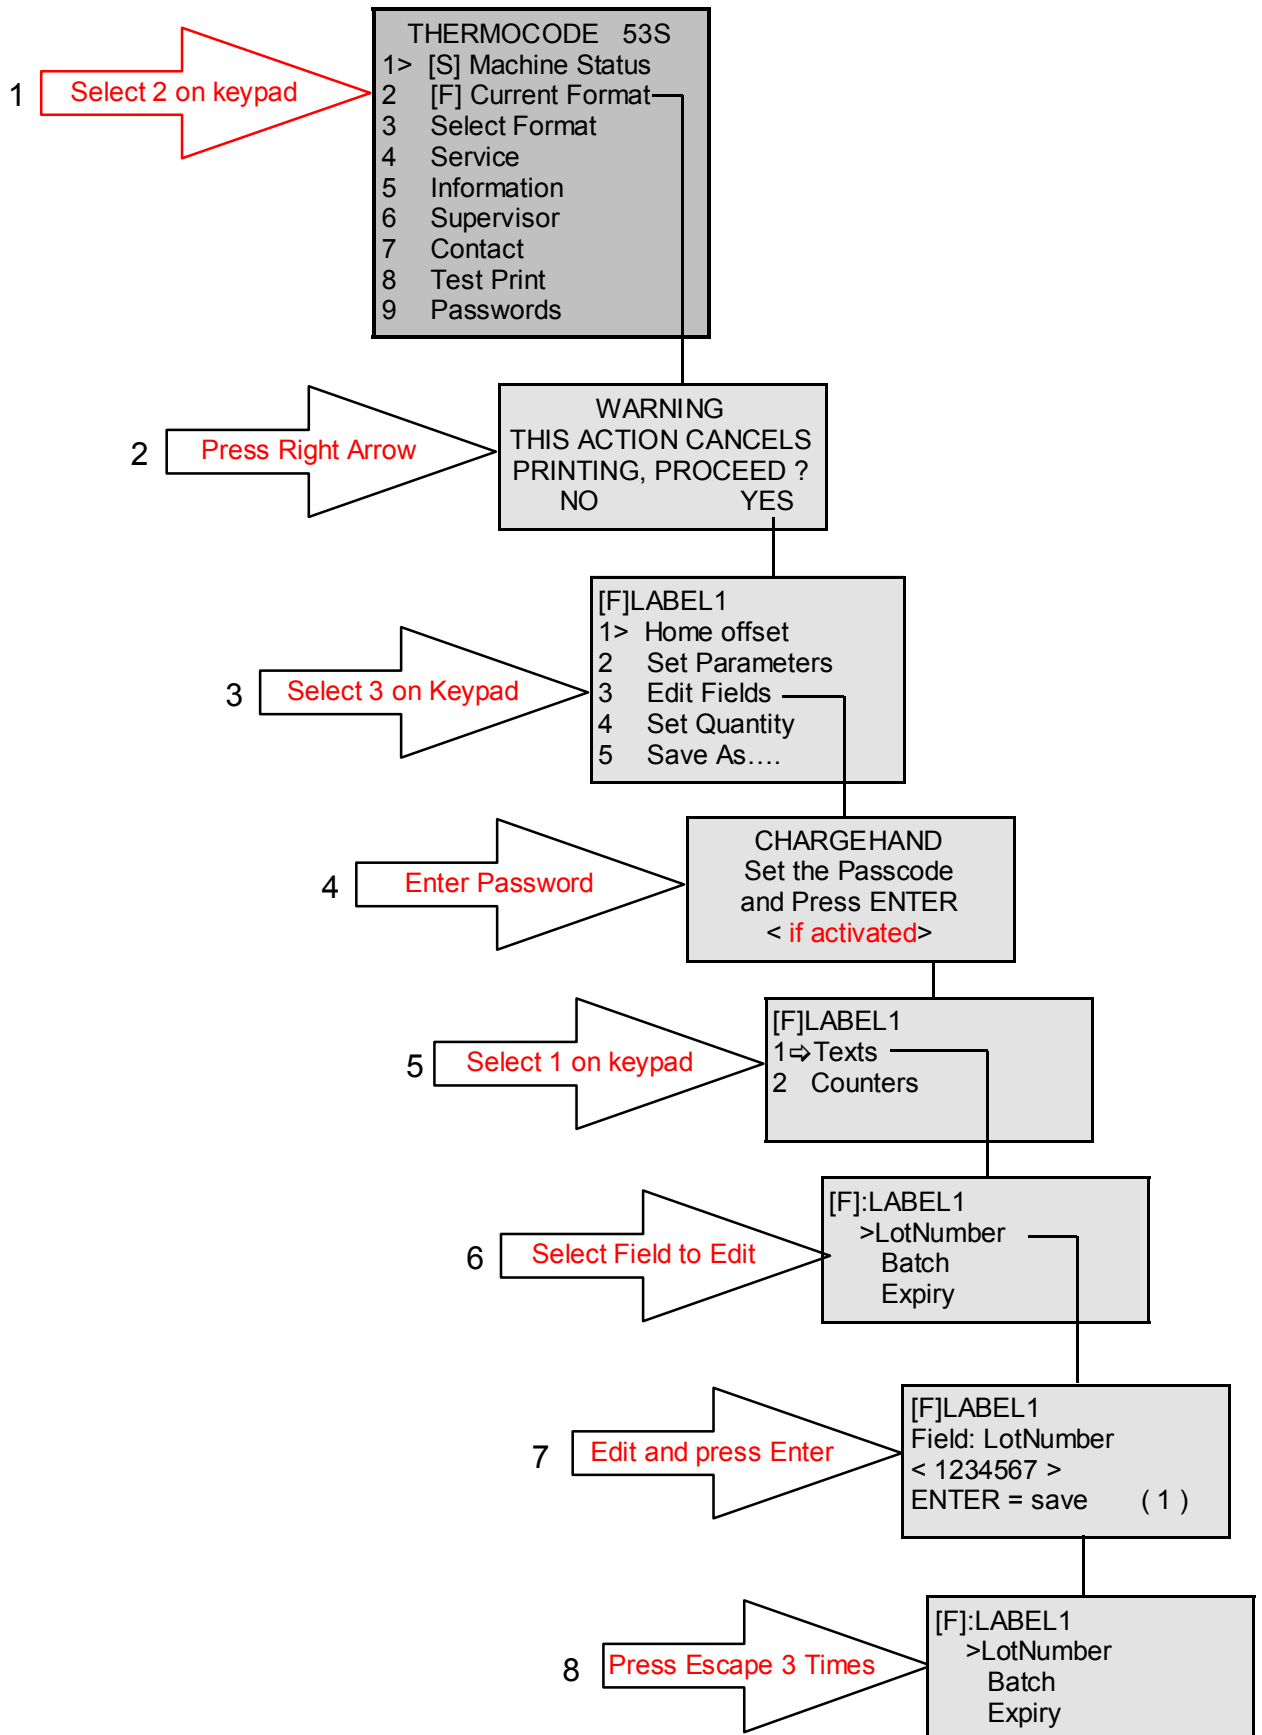 THERMOCODE 53S
1> [S] Machine Status
2 [F] Current Format
3 Select Format
4 Service
5 Information
6 Supervisor
7 Contact
8 Test Print
9 Passwords
1 Select 2 on keypad
WARNING
THIS ACTION CANCELS
PRINTING, PROCEED ?
NO YES
2 Press Right Arrow
[F]LABEL1
1> Home offset
2 Set Parameters
3 Edit Fields
4 Set Quantity
5 Save As....
3 Select 3 on Keypad
CHARGEHAND
Set the Passcode
and Press ENTER
< if activated>
4 Enter Password
[F]LABEL1
1⇨Texts
2 Counters
5 Select 1 on keypad
[F]:LABEL1
>LotNumber
Batch
Expiry
6 Select Field to Edit
[F]LABEL1
Field: LotNumber
< 1234567 >
ENTER = save ( 1 )
7 Edit and press Enter
[F]:LABEL1
>LotNumber
Batch
Expiry
8 Press Escape 3 Times